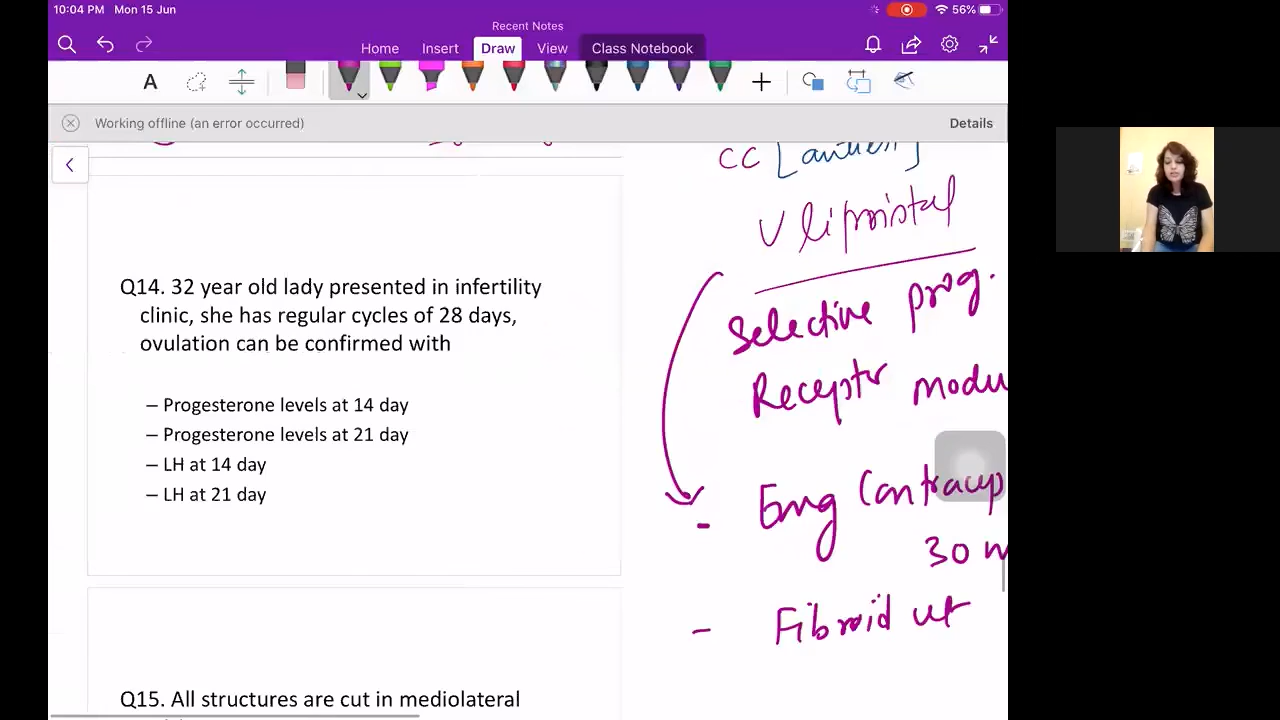 10:04 PM Mon 15 Jun
56%
Recent Notes
Home Insert Draw View Class Notebook
A
Working offline (an error occurred)
Details
CC
Ulipristal
Selective prog.
Receptor modu
Emg Contracep
30 m
Fibroid ut
Q14. 32 year old lady presented in infertility
clinic, she has regular cycles of 28 days,
ovulation can be confirmed with
– Progesterone levels at 14 day
– Progesterone levels at 21 day
– LH at 14 day
– LH at 21 day
Q15. All structures are cut in mediolateral